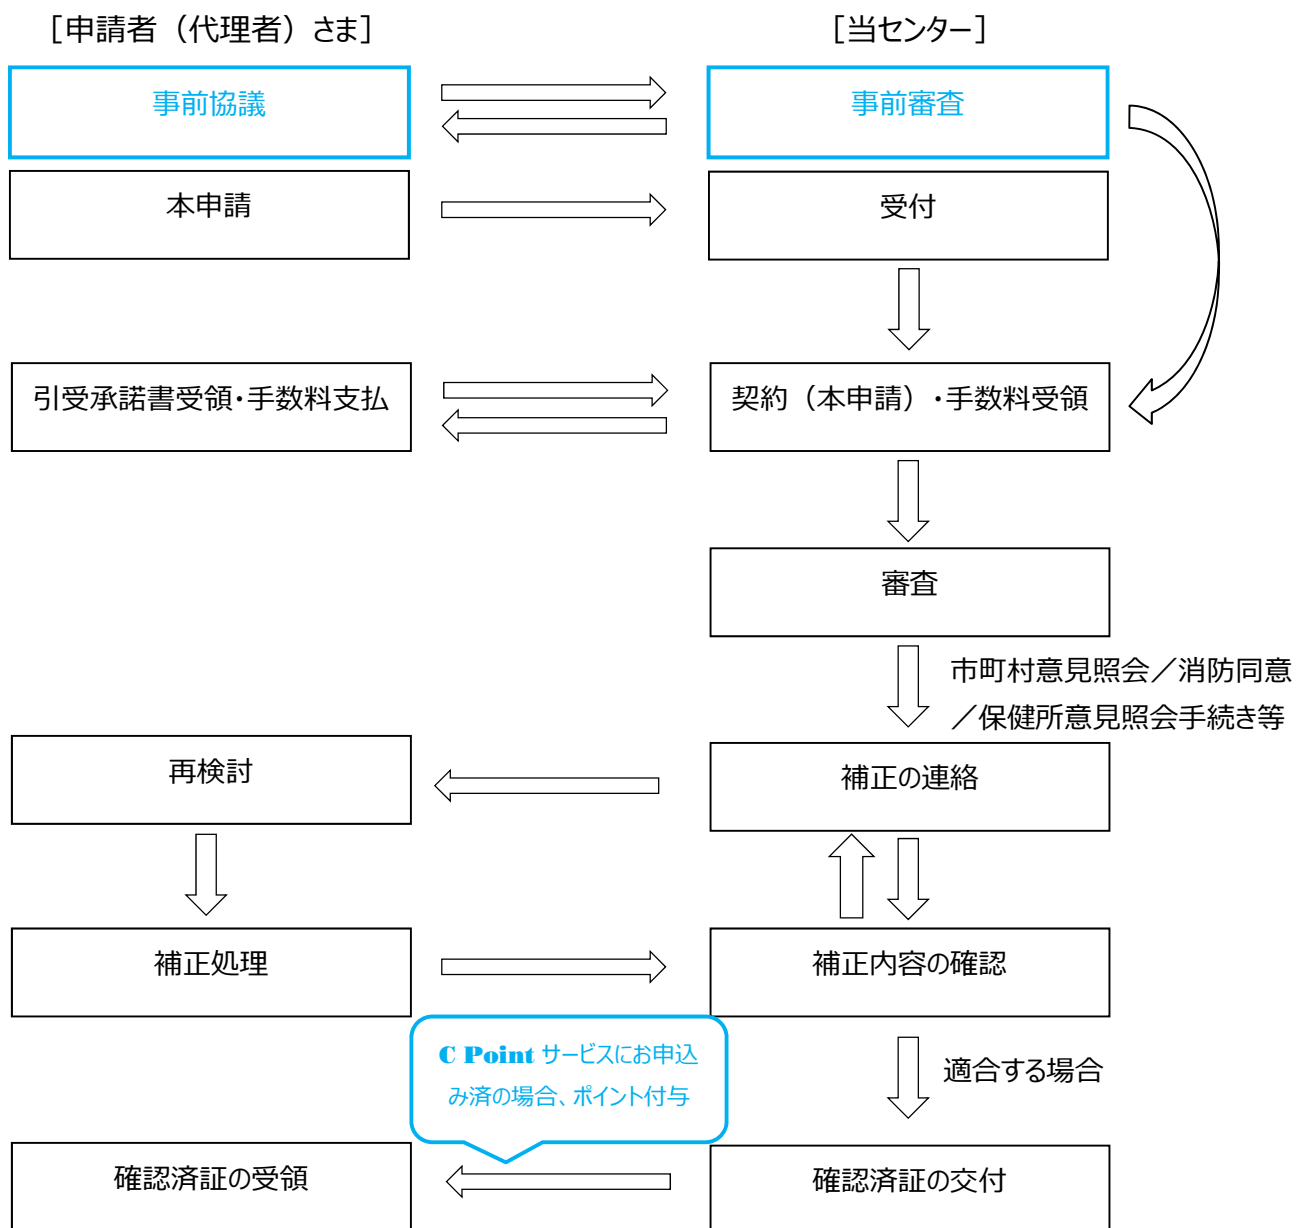 ［申請者（代理者）さま］
［当センター］
事前協議
事前審査
本申請
受付
引受承諾書受領・手数料支払
契約（本申請）・手数料受領
審査
市町村意見照会／消防同意
／保健所意見照会手続き等
再検討
補正の連絡
補正処理
補正内容の確認
C Point サービスにお申込
み済の場合、ポイント付与
適合する場合
確認済証の受領
確認済証の交付